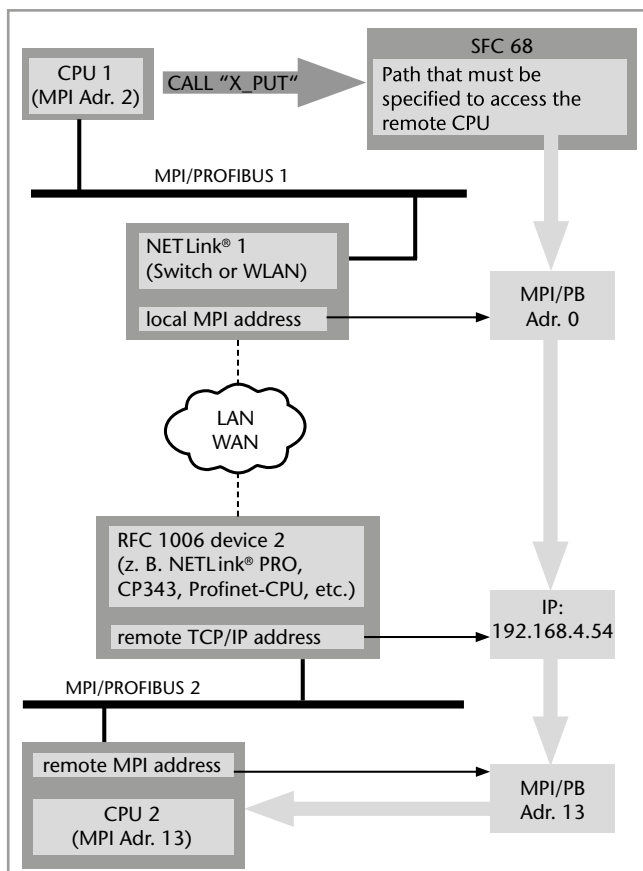 CPU 1
(MPI Adr. 2)
CALL "X_PUT"
SFC 68
Path that must be
specified to access the
remote CPU
MPI/PROFIBUS 1
NETLink® 1
(Switch or WLAN)
local MPI address
MPI/PB
Adr. 0
LAN
WAN
RFC 1006 device 2
(z. B. NETLink® PRO,
CP343, Profinet-CPU, etc.)
remote TCP/IP address
IP:
192.168.4.54
MPI/PROFIBUS 2
remote MPI address
CPU 2
(MPI Adr. 13)
MPI/PB
Adr. 13